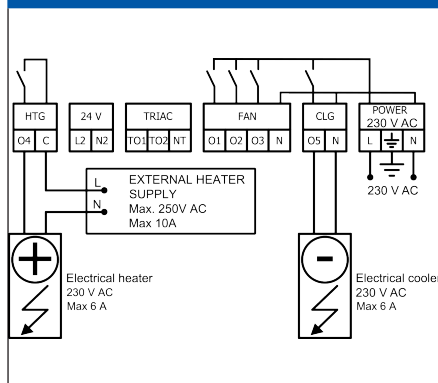 HTG 24 V TRIAC FAN CLG POWER
230 V AC
O4 C L2 N2 TO1 TO2 NT O1 O2 O3 N O5 N L N
L EXTERNAL HEATER
SUPPLY
N Max. 250V AC
Max 10A
230 V AC
+
-
Electrical heater
230 V AC
Max 6 A
Electrical cooler
230 V AC
Max 6 A